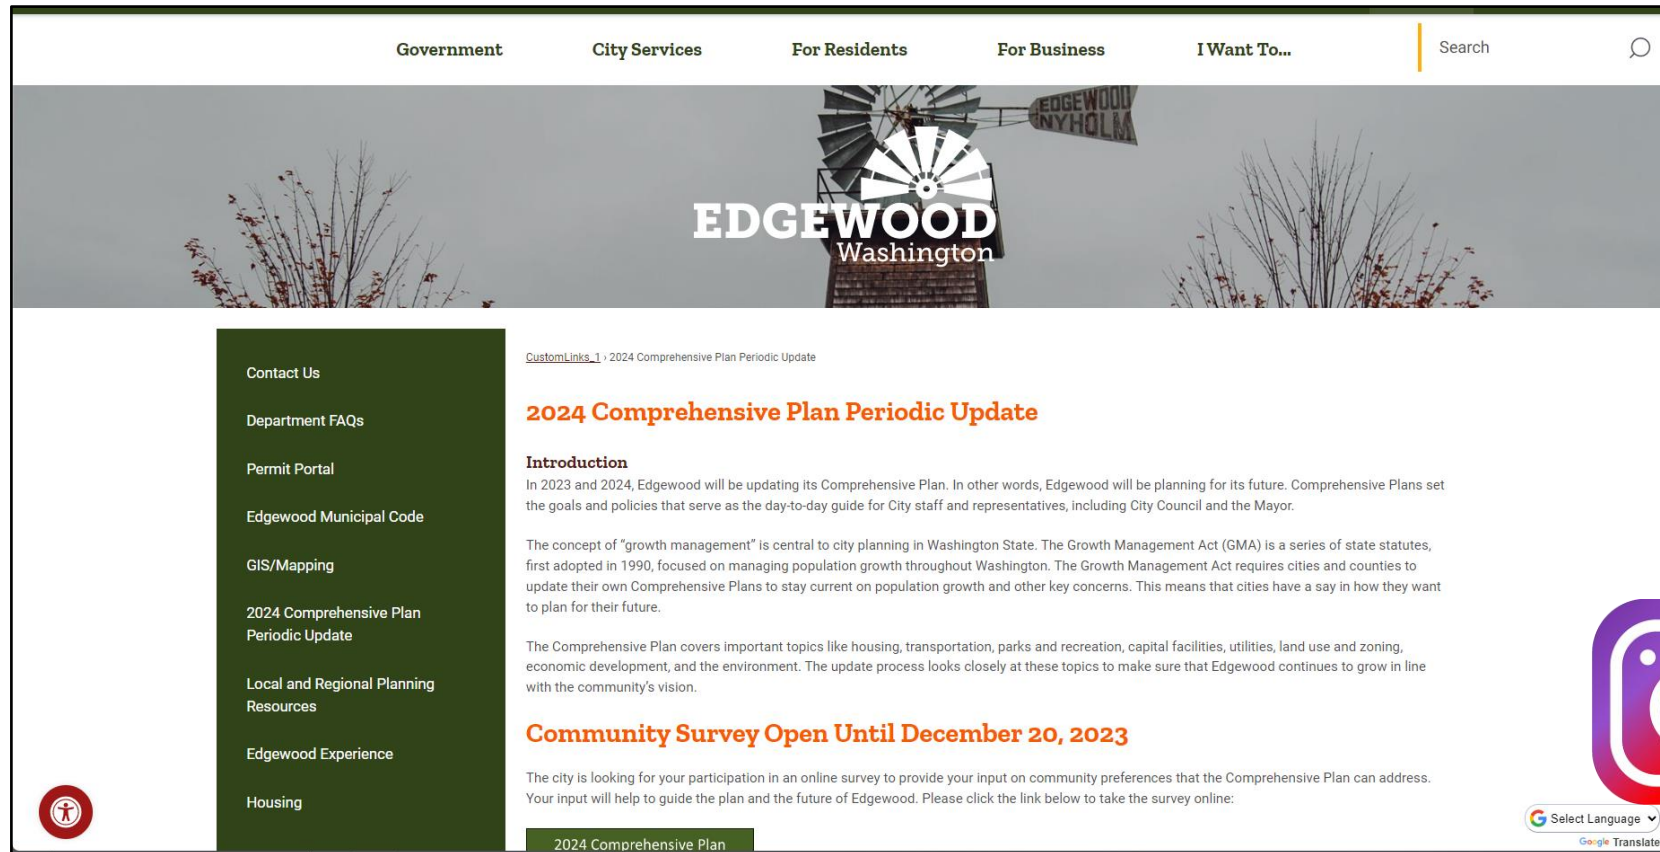 Government
City Services
For Residents
For Business
I Want To...
Search
EDGEWOOD
NYHOLM
EDGEWOOD
Washington
Contact Us
Department FAQs
Permit Portal
Edgewood Municipal Code
GIS/Mapping
2024 Comprehensive Plan
Periodic Update
Local and Regional Planning
Resources
Edgewood Experience
Housing
CustomLinks_1 › 2024 Comprehensive Plan Periodic Update
2024 Comprehensive Plan Periodic Update
Introduction
In 2023 and 2024, Edgewood will be updating its Comprehensive Plan. In other words, Edgewood will be planning for its future. Comprehensive Plans set
the goals and policies that serve as the day-to-day guide for City staff and representatives, including City Council and the Mayor.
The concept of “growth management” is central to city planning in Washington State. The Growth Management Act (GMA) is a series of state statutes,
first adopted in 1990, focused on managing population growth throughout Washington. The Growth Management Act requires cities and counties to
update their own Comprehensive Plans to stay current on population growth and other key concerns. This means that cities have a say in how they want
to plan for their future.
The Comprehensive Plan covers important topics like housing, transportation, parks and recreation, capital facilities, utilities, land use and zoning,
economic development, and the environment. The update process looks closely at these topics to make sure that Edgewood continues to grow in line
with the community’s vision.
Community Survey Open Until December 20, 2023
The city is looking for your participation in an online survey to provide your input on community preferences that the Comprehensive Plan can address.
Your input will help to guide the plan and the future of Edgewood. Please click the link below to take the survey online:
2024 Comprehensive Plan
Select Language
Google Translate